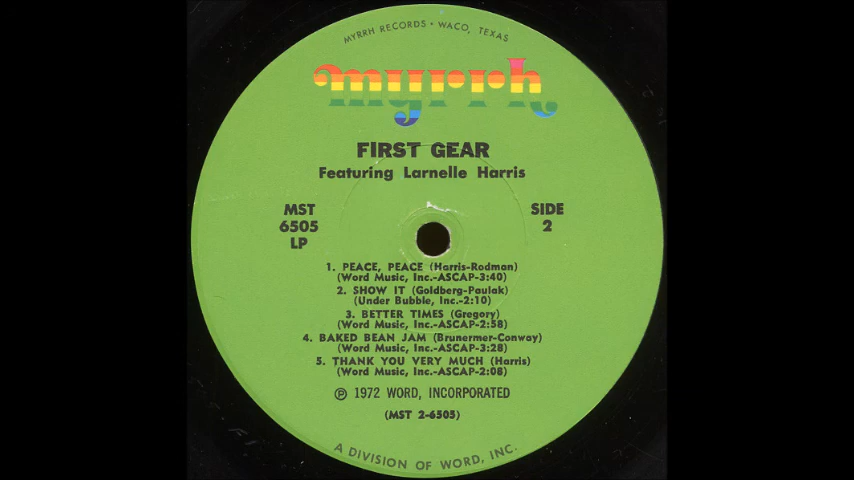 MYRRH RECORDS • WACO, TEXAS
myrrh
FIRST GEAR
Featuring Larnelle Harris
MST
6505
LP
SIDE
2
1. PEACE, PEACE (Harris-Rodman)
(Word Music, Inc.-ASCAP-3:40)
2. SHOW IT (Goldberg-Paulak)
(Under Bubble, Inc.-2:10)
3. BETTER TIMES (Gregory)
(Word Music, Inc.-ASCAP-2:58)
4. BAKED BEAN JAM (Brunermer-Conway)
(Word Music, Inc.-ASCAP-3:28)
5. THANK YOU VERY MUCH (Harris)
(Word Music, Inc.-ASCAP-2:08)
℗ 1972 WORD, INCORPORATED
(MST 2-6505)
A DIVISION OF WORD, INC.